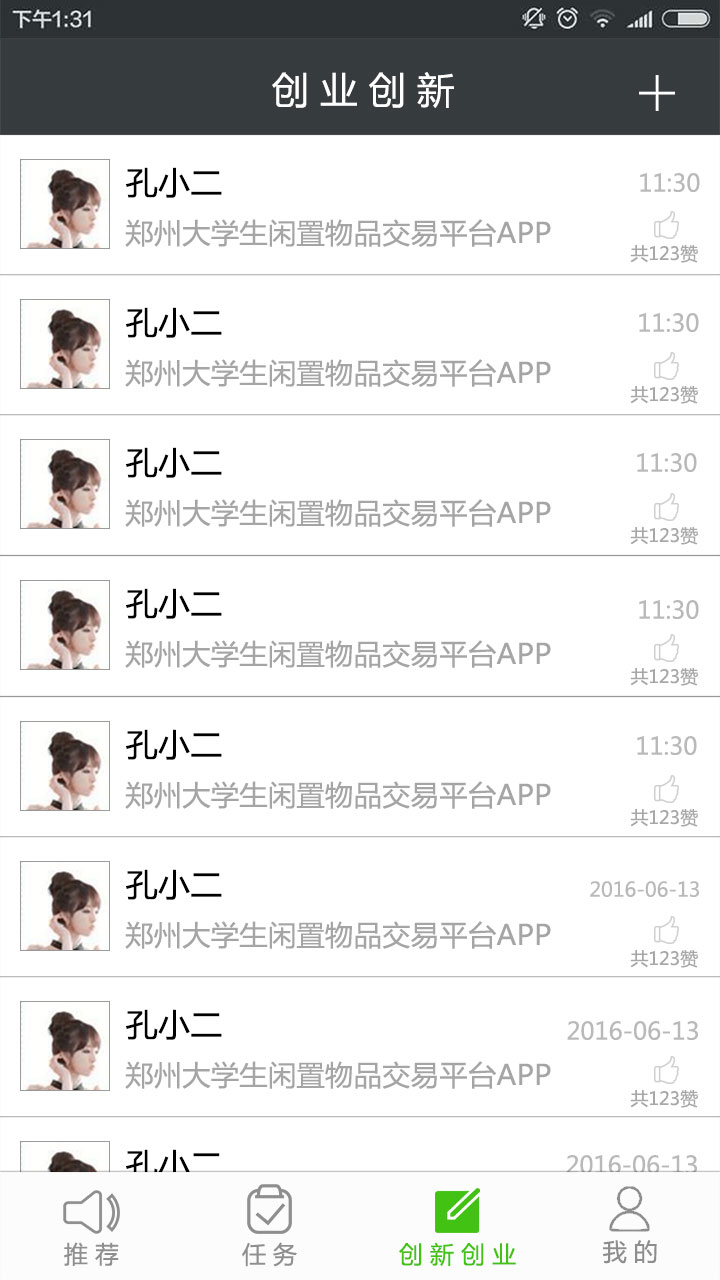 下午1:31
创业创新
孔小二
11:30
郑州大学生闲置物品交易平台APP
共123赞
孔小二
11:30
郑州大学生闲置物品交易平台APP
共123赞
孔小二
11:30
郑州大学生闲置物品交易平台APP
共123赞
孔小二
11:30
郑州大学生闲置物品交易平台APP
共123赞
孔小二
11:30
郑州大学生闲置物品交易平台APP
共123赞
孔小二
2016-06-13
郑州大学生闲置物品交易平台APP
共123赞
孔小二
2016-06-13
郑州大学生闲置物品交易平台APP
共123赞
孔小二
2016-06-13
推荐
任务
创新创业
我的